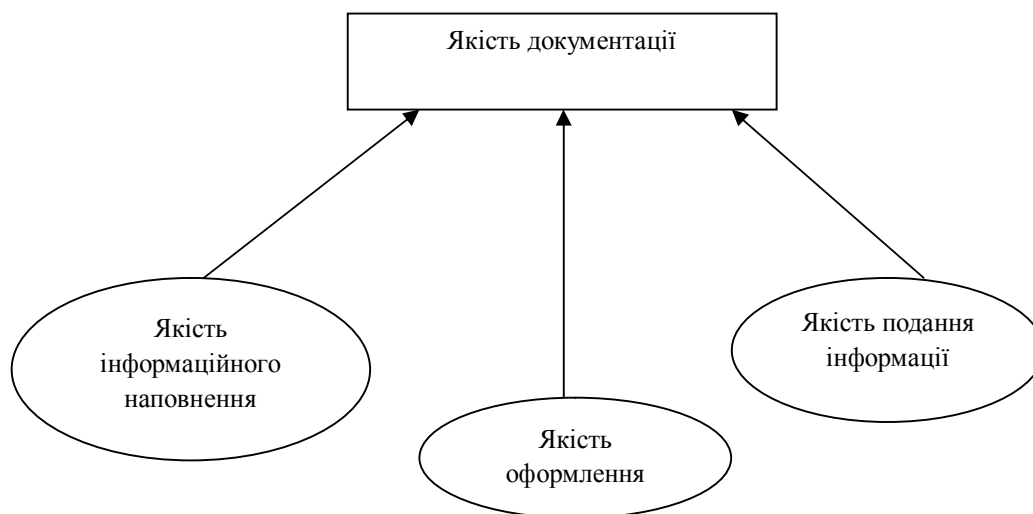 Якість документації
Якість
інформаційного
наповнення
Якість подання
інформації
Якість
оформлення